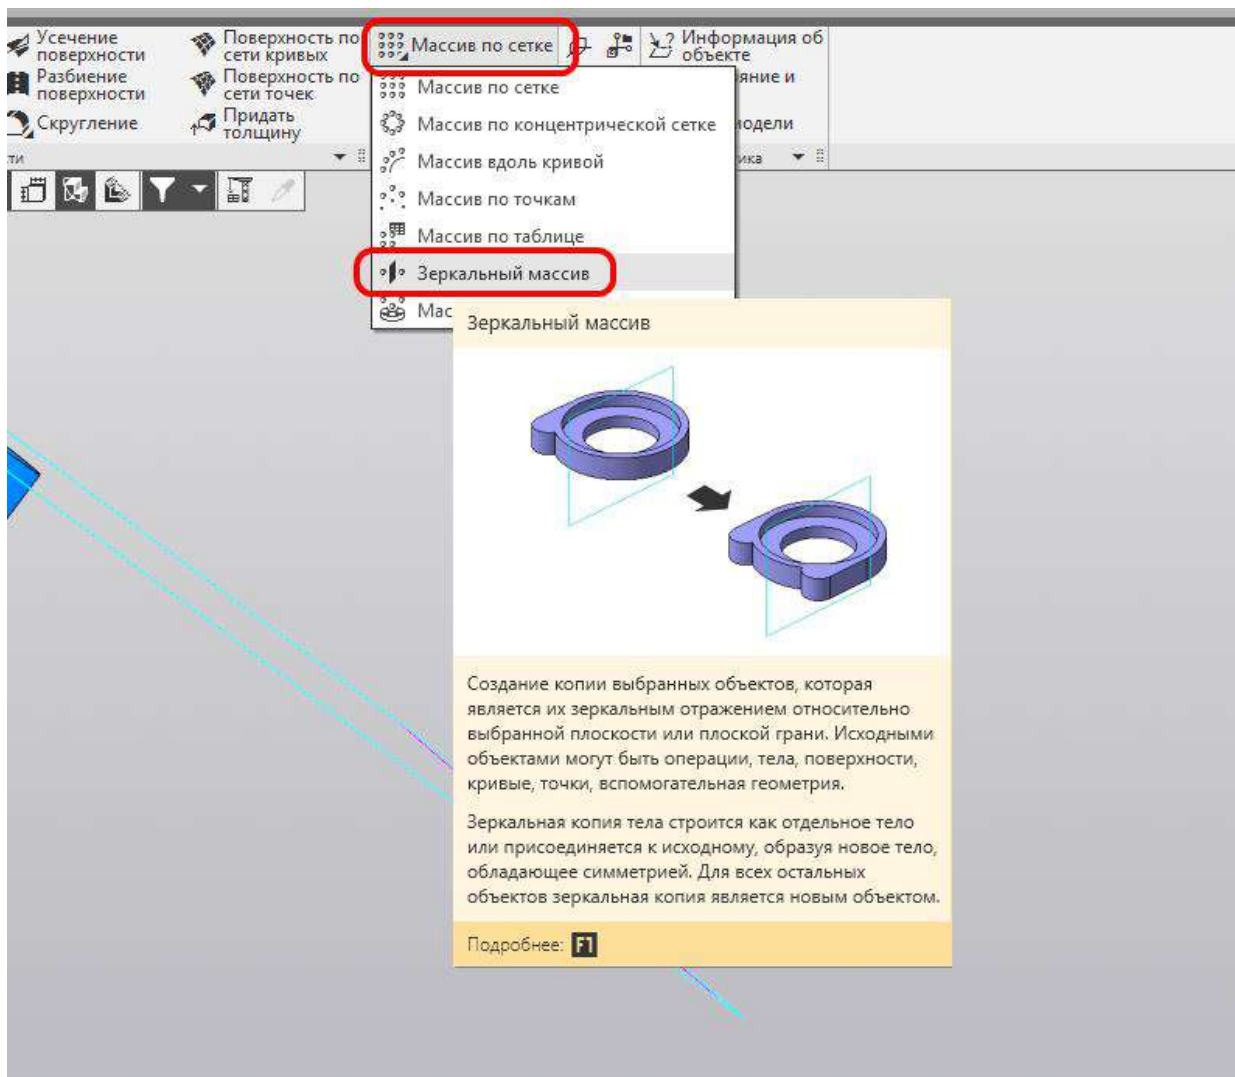 Усечение
поверхности
Разбиение
поверхности
Скругление
Поверхность по
сети кривых
Поверхность по
сети точек
Придать
толщину
Массив по сетке
Информация об
объекте
Массив по сетке
Массив по концентрической сетке
Массив вдоль кривой
Массив по точкам
Массив по таблице
Зеркальный массив
Мас
Зеркальный массив
Создание копии выбранных объектов, которая
является их зеркальным отражением относительно
выбранной плоскости или плоской грани. Исходными
объектами могут быть операции, тела, поверхности,
кривые, точки, вспомогательная геометрия.
Зеркальная копия тела строится как отдельное тело
или присоединяется к исходному, образуя новое тело,
обладающее симметрией. Для всех остальных
объектов зеркальная копия является новым объектом.
Подробнее: F1